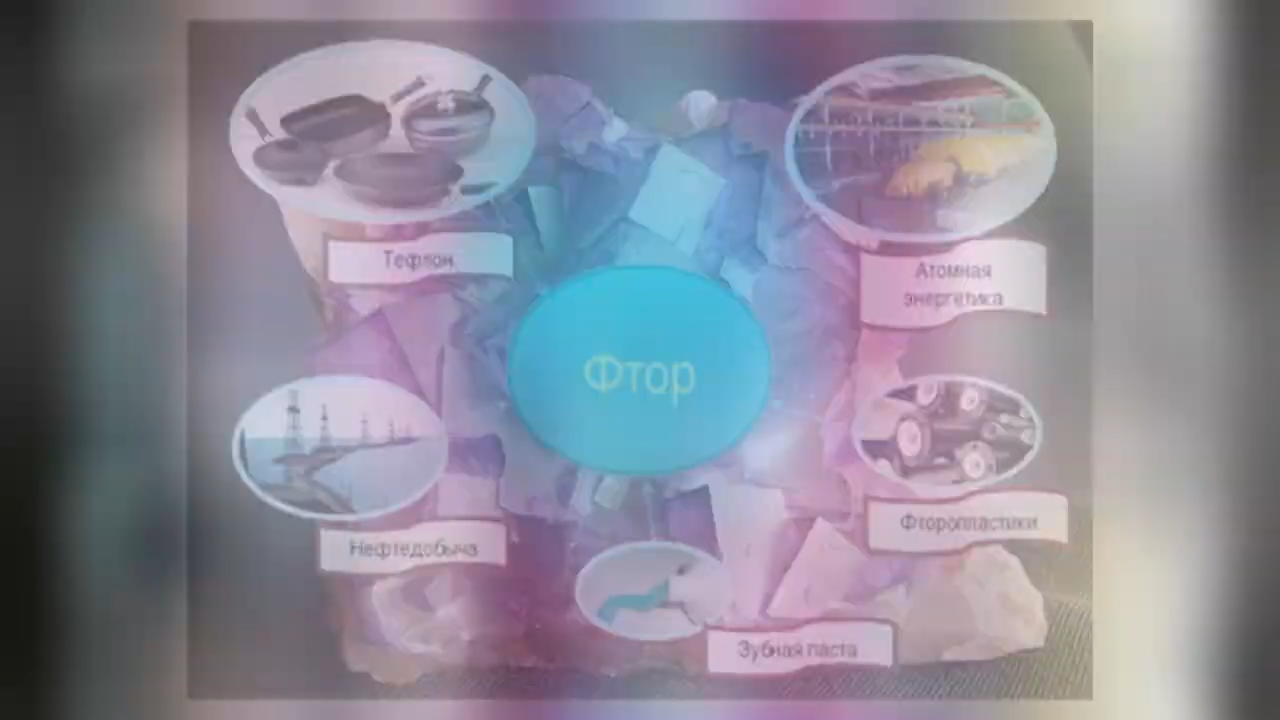 Тефлон
Атомная
энергетика
Фтор
Нефтедобыча
Фторопластики
Зубная паста